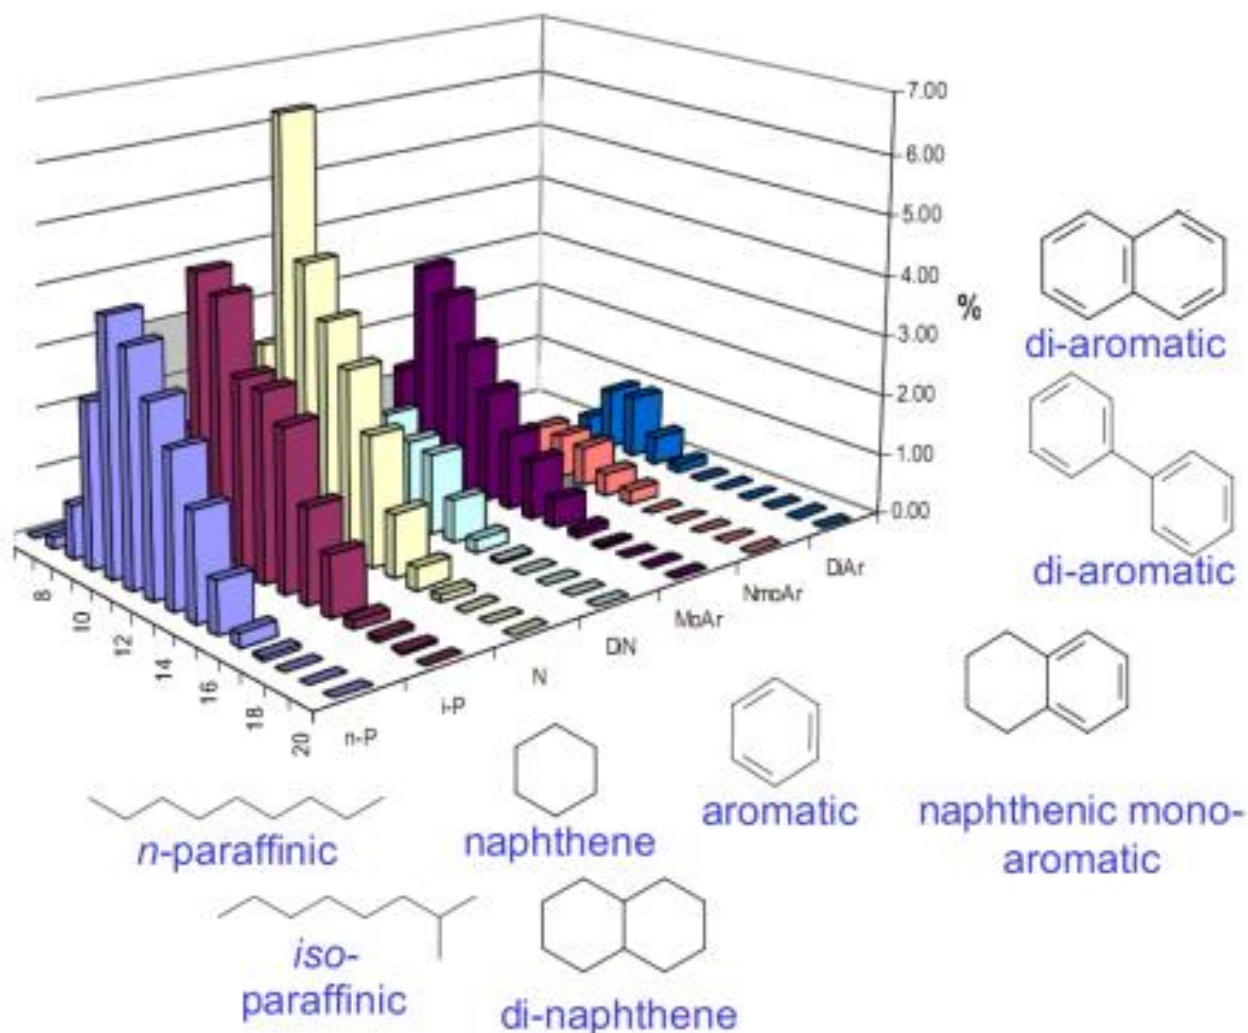 7.00
6.00
5.00
4.00
3.00
2.00
1.00
0.00
%
8
10
12
14
16
18
20
n-P
i-P
N
DiN
MoAr
NmoAr
DiAr
di-aromatic
di-aromatic
n-paraffinic
naphthene
aromatic
naphthenic mono-
aromatic
iso-
paraffinic
di-naphthene